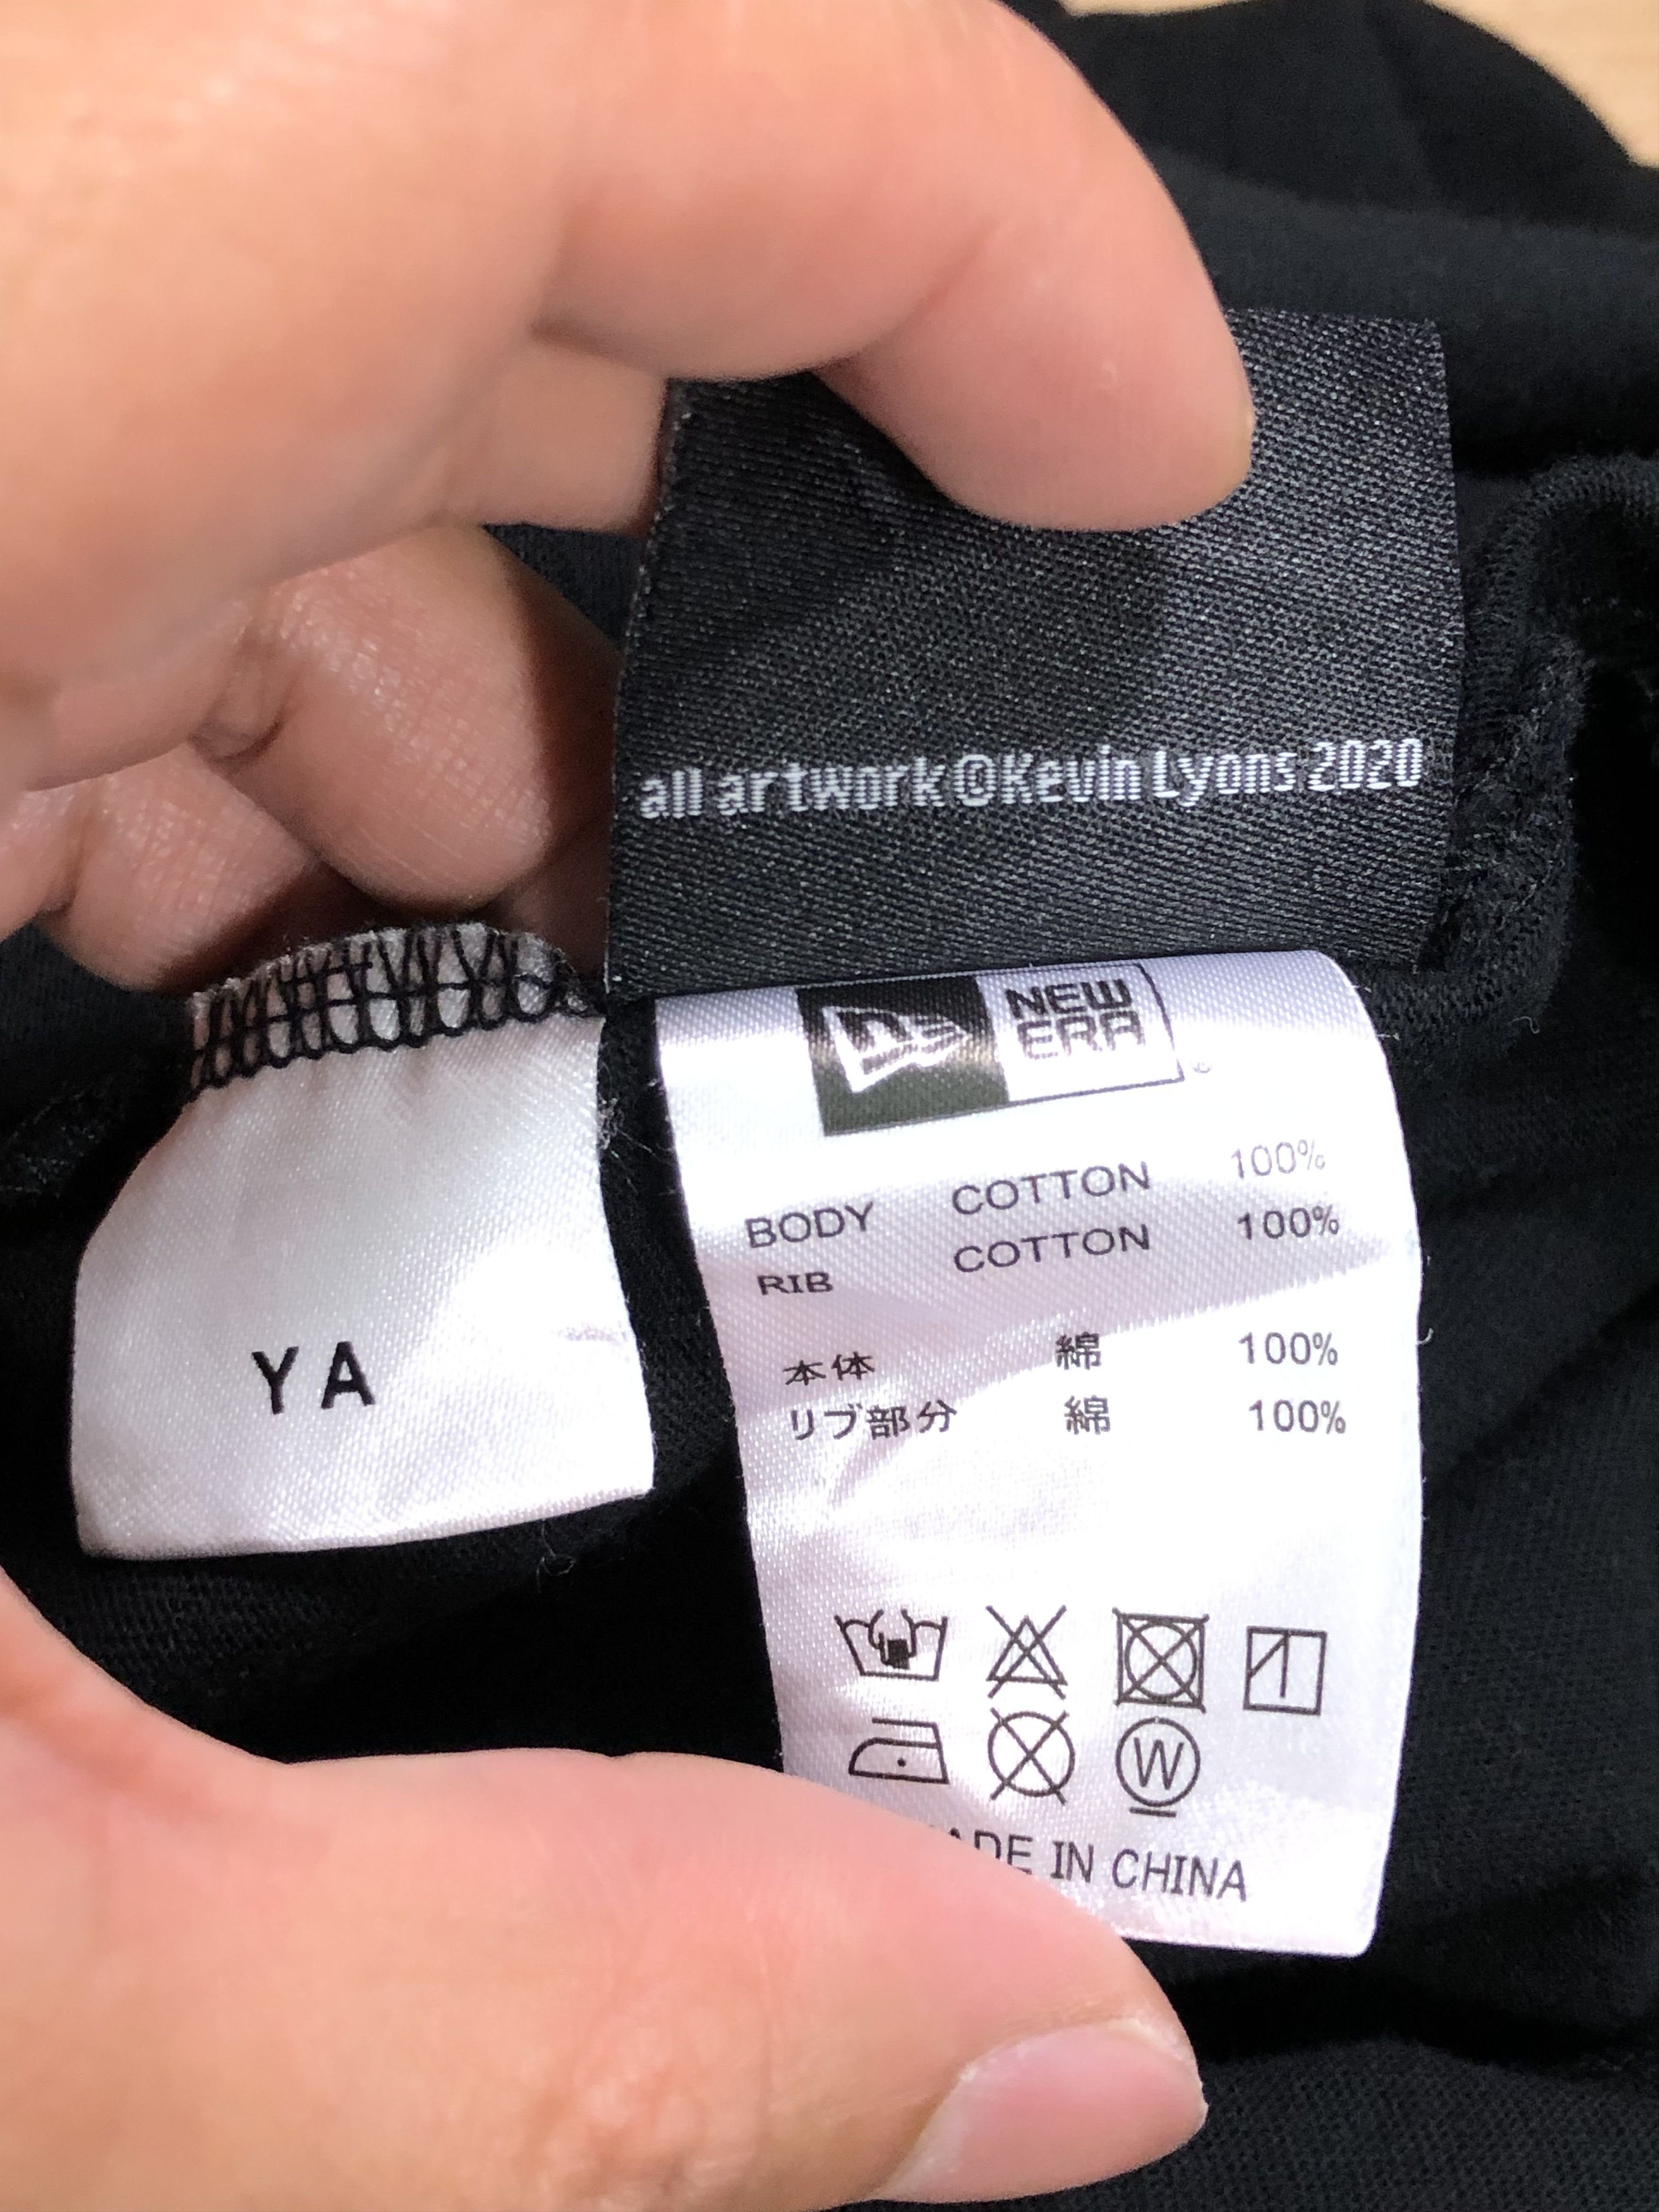 all artwork©Kevin Lyons 2020
NEW
ERA
BODY COTTON 100%
RIB COTTON 100%
本体 綿 100%
リブ部分 綿 100%
W
IN CHINA
YA